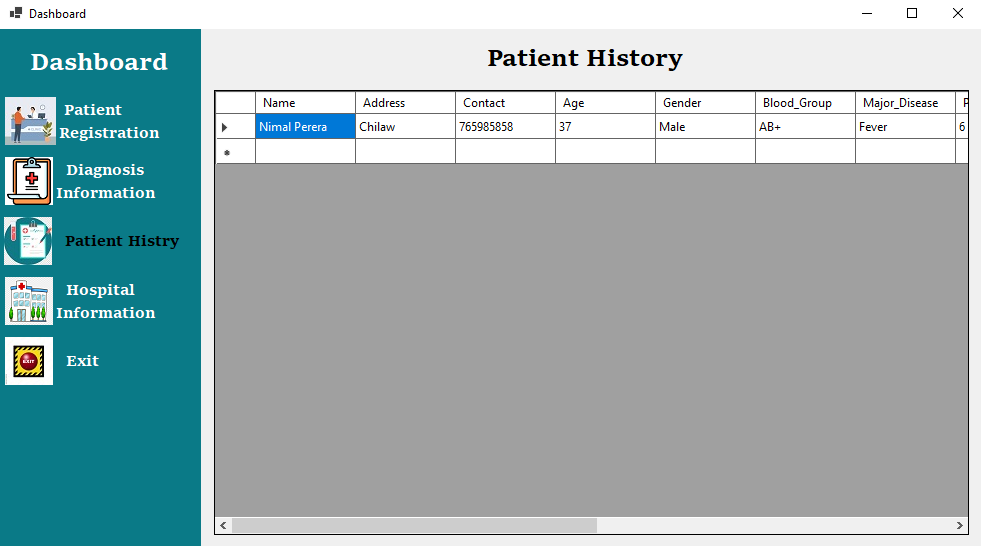 Dashboard
Dashboard
Patient
Registration
Diagnosis
Information
Patient Histry
Hospital
Information
EXIT
Exit
Patient History
Name Address Contact Age Gender Blood_Group Major_Disease P
Nimal Perera Chilaw 765985858 37 Male AB+ Fever 6